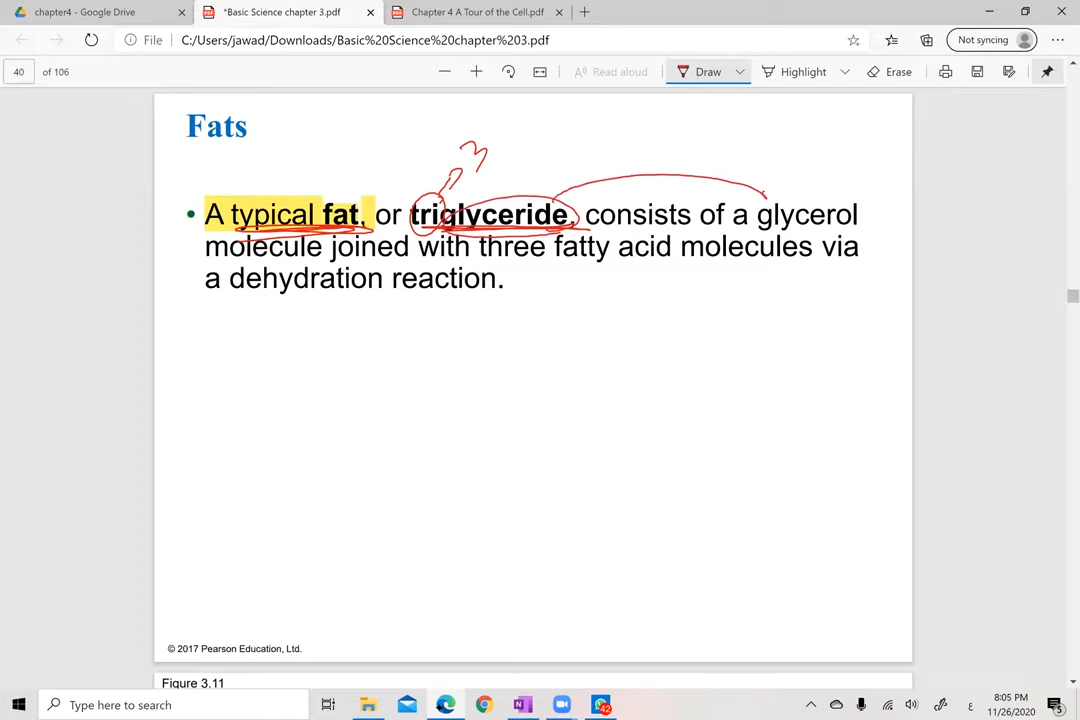 chapter4 - Google Drive
*Basic Science chapter 3.pdf
Chapter 4 A Tour of the Cell.pdf
File
C:/Users/jawad/Downloads/Basic%20Science%20chapter%203.pdf
Not syncing
40 of 106
Read aloud
Draw
Highlight
Erase
Fats
3
• A typical fat, or triglyceride, consists of a glycerol
molecule joined with three fatty acid molecules via
a dehydration reaction.
© 2017 Pearson Education, Ltd.
Figure 3.11
Type here to search
42
ع
8:05 PM
11/26/2020
5